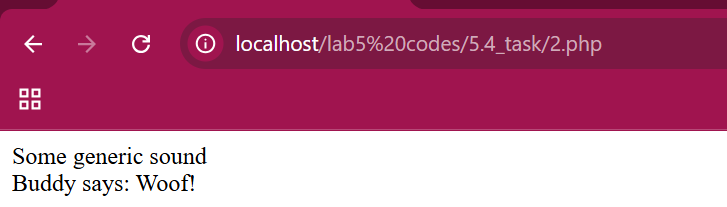 localhost/lab5%20codes/5.4_task/2.php
Some generic sound
Buddy says: Woof!